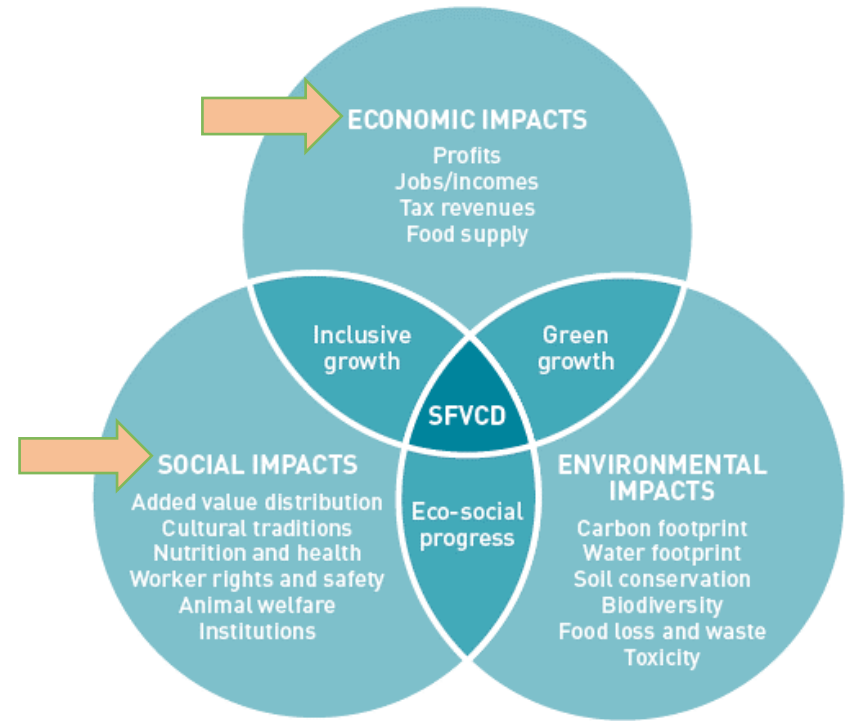 ECONOMIC IMPACTS
Profits
Jobs/incomes
Tax revenues
Food supply
Inclusive
growth
Green
growth
SFVCD
SOCIAL IMPACTS
Added value distribution
Cultural traditions
Nutrition and health
Worker rights and safety
Animal welfare
Institutions
Eco-social
progress
ENVIRONMENTAL
IMPACTS
Carbon footprint
Water footprint
Soil conservation
Biodiversity
Food loss and waste
Toxicity